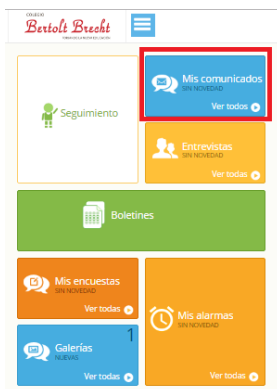 COLEGIO
Bertolt Brecht
Seguimiento
Mis comunicados
SIN NOVEDAD
Ver todos
Entrevistas
SIN NOVEDAD
Ver todas
Boletines
Mis encuestas
SIN NOVEDAD
Ver todas
Mis alarmas
SIN NOVEDAD
Ver todas
1
Galerías
NUEVAS
Ver todas